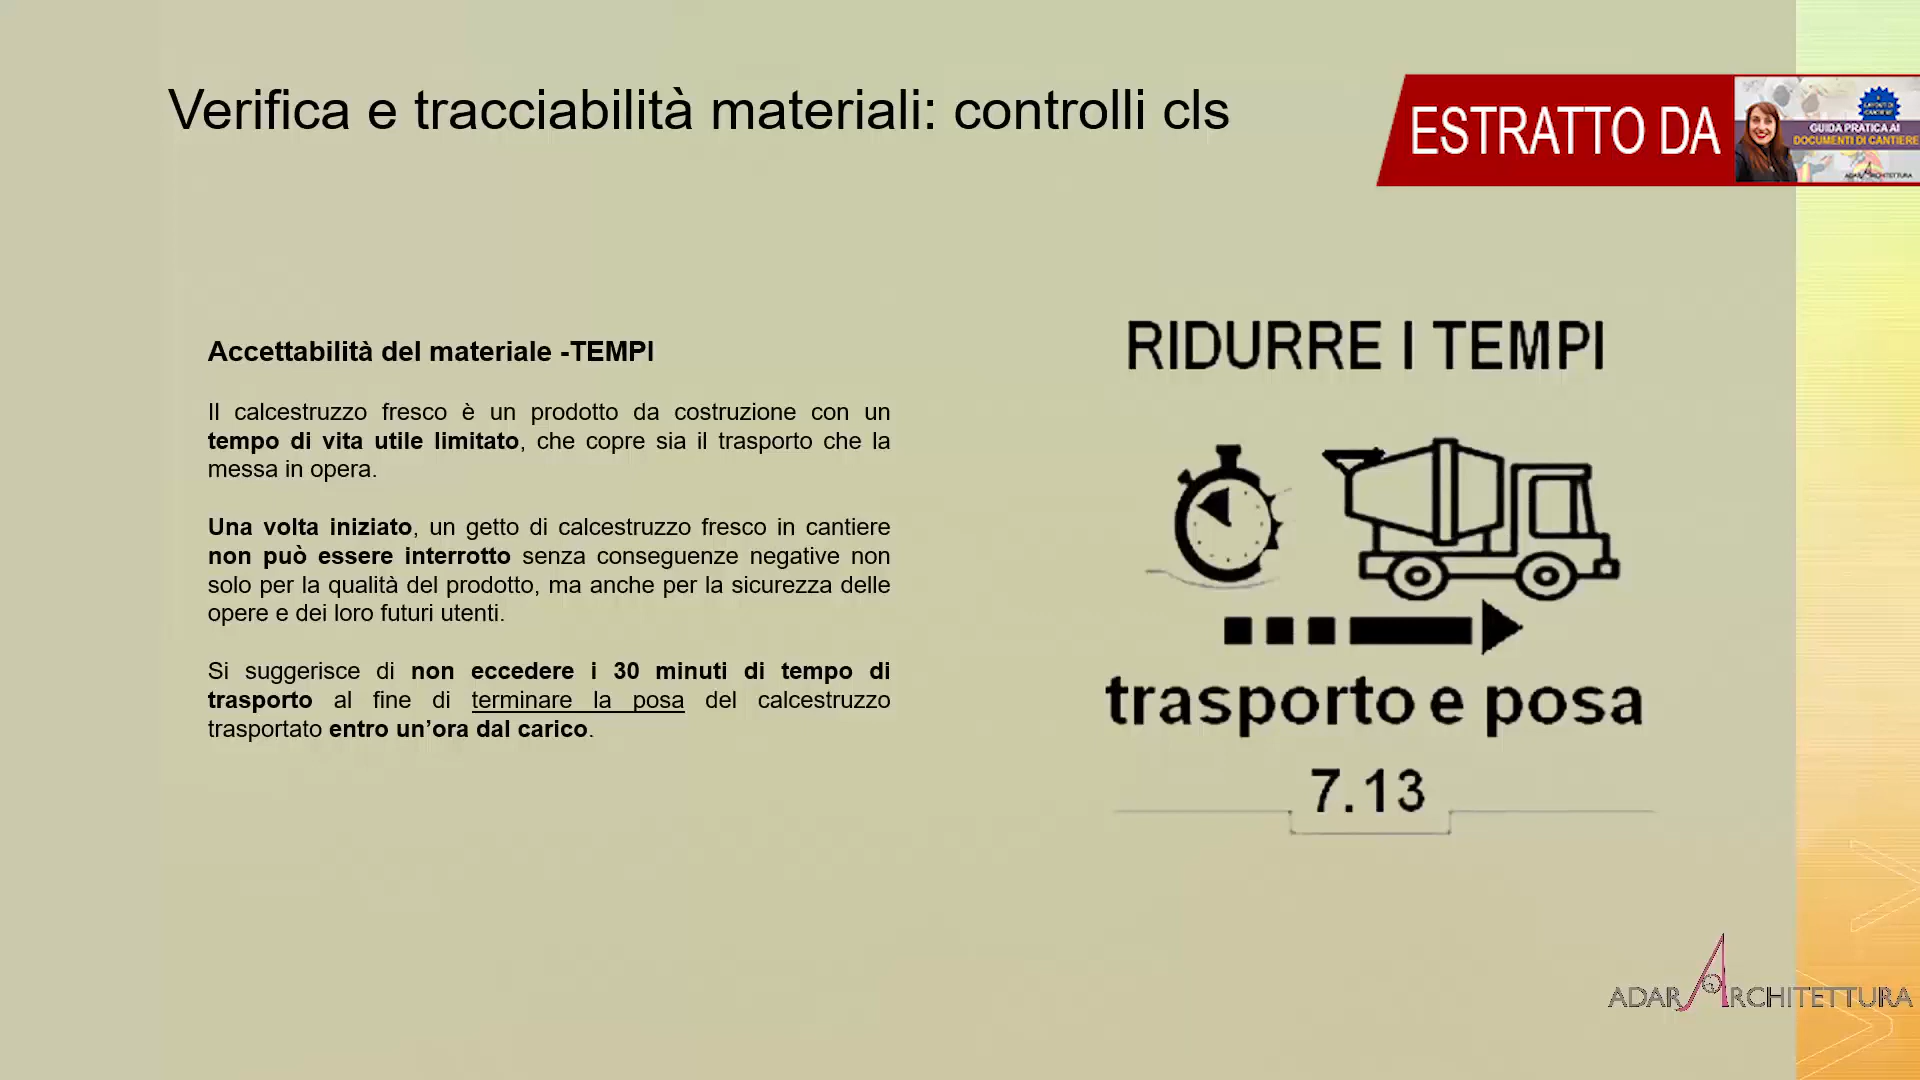 Verifica e tracciabilità materiali: controlli cls
ESTRATTO DA
GUIDA PRATICA AI
DOCUMENTI DI CANTIERE
ADARARCHITETTURA
Accettabilità del materiale -TEMPI
Il calcestruzzo fresco è un prodotto da costruzione con un
tempo di vita utile limitato, che copre sia il trasporto che la
messa in opera.
Una volta iniziato, un getto di calcestruzzo fresco in cantiere
non può essere interrotto senza conseguenze negative non
solo per la qualità del prodotto, ma anche per la sicurezza delle
opere e dei loro futuri utenti.
Si suggerisce di non eccedere i 30 minuti di tempo di
trasporto al fine di terminare la posa del calcestruzzo
trasportato entro un’ora dal carico.
RIDURRE I TEMPI
trasporto e posa
7.13
ADARARCHITETTURA